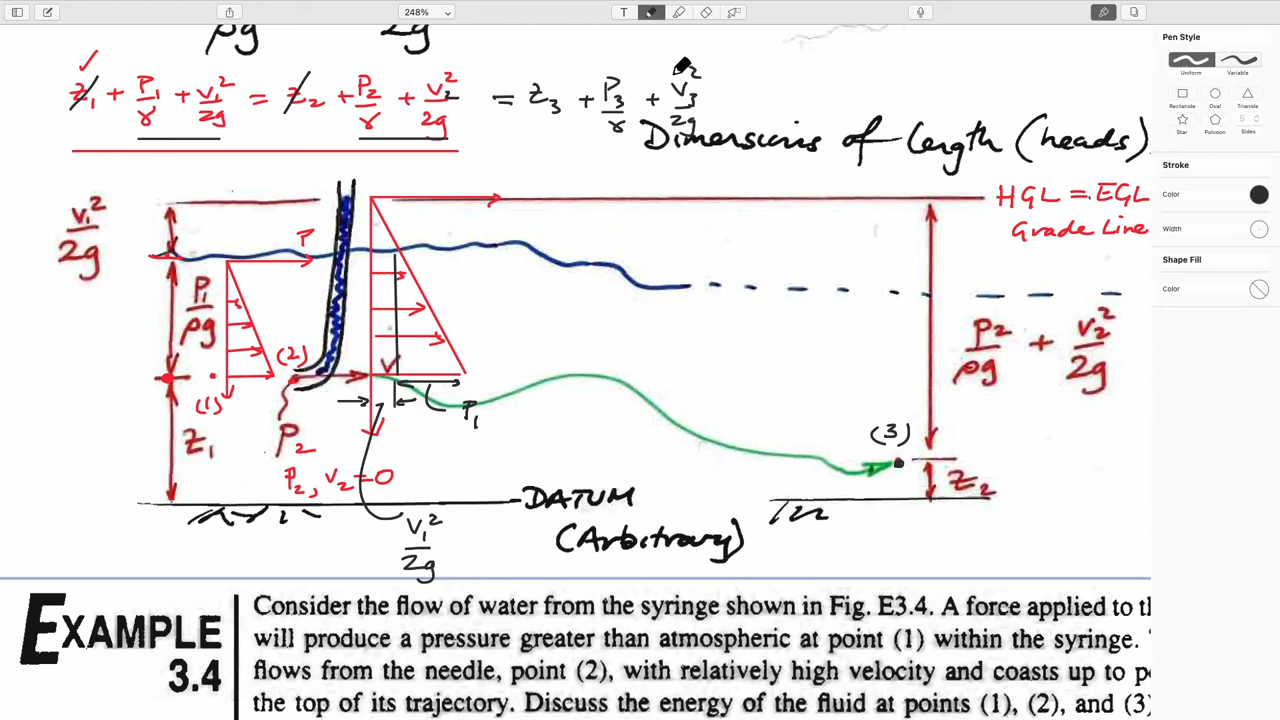 248%
T
ρg 2g
z₁ + P₁/γ + v₁²/2g = z₂ + P₂/γ + v₂²/2g = z₃ + P₃/γ + v₃²/2g
Dimensions of length (heads)
v₁²/2g
P₁/ρg
z₁
P
(1)
(2)
P₂
P₂, v₂ = 0
V
P₁
v₁²/2g
HGL = EGL
Grade Line
P₂/ρg + v₂²/2g
(3)
z₂
DATUM
(Arbitrary)
EXAMPLE
3.4
Consider the flow of water from the syringe shown in Fig. E3.4. A force applied to t
will produce a pressure greater than atmospheric at point (1) within the syringe.
flows from the needle, point (2), with relatively high velocity and coasts up to p
the top of its trajectory. Discuss the energy of the fluid at points (1), (2), and (3)
Pen Style
Uniform Variable
Rectangle Oval Triangle
5
Star Polygon Sides
Stroke
Color
Width
Shape Fill
Color